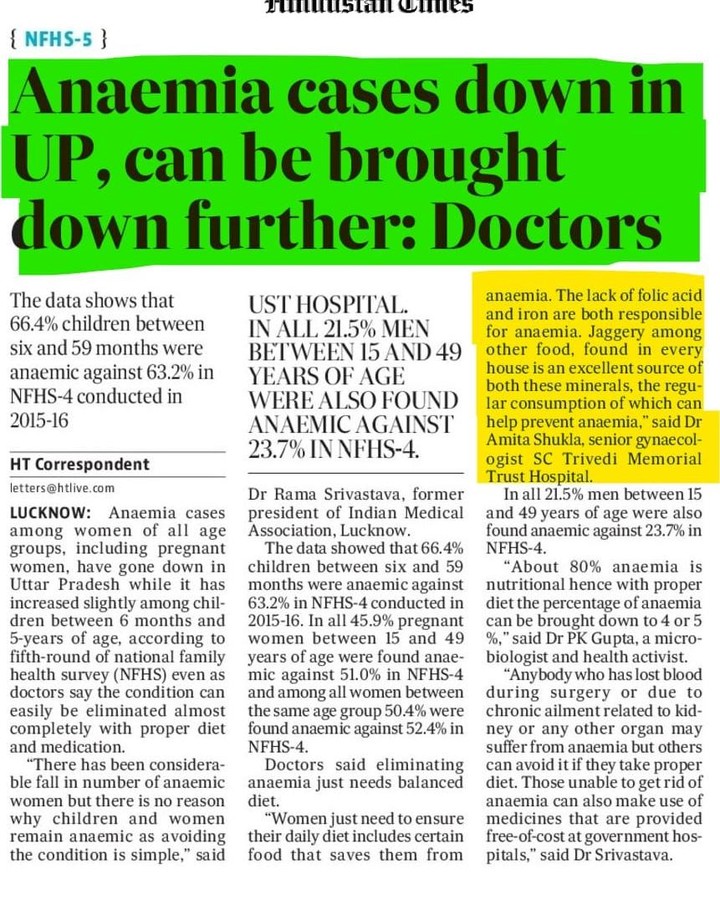 Hindustan Times
{ NFHS-5 }
Anaemia cases down in
UP, can be brought
down further: Doctors
The data shows that
66.4% children between
six and 59 months were
anaemic against 63.2% in
NFHS-4 conducted in
2015-16
HT Correspondent
letters@htlive.com
LUCKNOW: Anaemia cases
among women of all age
groups, including pregnant
women, have gone down in
Uttar Pradesh while it has
increased slightly among chil-
dren between 6 months and
5-years of age, according to
fifth-round of national family
health survey (NFHS) even as
doctors say the condition can
easily be eliminated almost
completely with proper diet
and medication.
"There has been considera-
ble fall in number of anaemic
women but there is no reason
why children and women
remain anaemic as avoiding
the condition is simple," said
UST HOSPITAL.
IN ALL 21.5% MEN
BETWEEN 15 AND 49
YEARS OF AGE
WERE ALSO FOUND
ANAEMIC AGAINST
23.7% IN NFHS-4.
Dr Rama Srivastava, former
president of Indian Medical
Association, Lucknow.
The data showed that 66.4%
children between six and 59
months were anaemic against
63.2% in NFHS-4 conducted in
2015-16. In all 45.9% pregnant
women between 15 and 49
years of age were found anae-
mic against 51.0% in NFHS-4
and among all women between
the same age group 50.4% were
found anaemic against 52.4% in
NFHS-4.
Doctors said eliminating
anaemia just needs balanced
diet.
"Women just need to ensure
their daily diet includes certain
food that saves them from
anaemia. The lack of folic acid
and iron are both responsible
for anaemia. Jaggery among
other food, found in every
house is an excellent source of
both these minerals, the regu-
lar consumption of which can
help prevent anaemia," said Dr
Amita Shukla, senior gynaecol-
ogist SC Trivedi Memorial
Trust Hospital.
In all 21.5% men between 15
and 49 years of age were also
found anaemic against 23.7% in
NFHS-4.
"About 80% anaemia is
nutritional hence with proper
diet the percentage of anaemia
can be brought down to 4 or 5
%," said Dr PK Gupta, a micro-
biologist and health activist.
"Anybody who has lost blood
during surgery or due to
chronic ailment related to kid-
ney or any other organ may
suffer from anaemia but others
can avoid it if they take proper
diet. Those unable to get rid of
anaemia can also make use of
medicines that are provided
free-of-cost at government hos-
pitals," said Dr Srivastava.